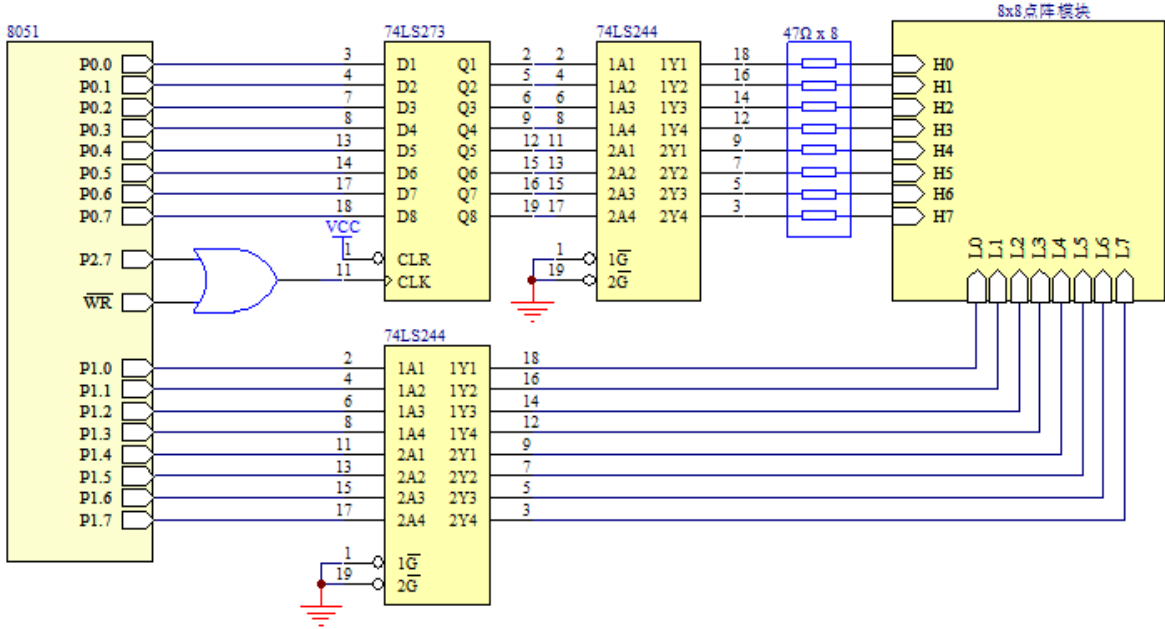 8x8点阵模块
8051 74LS273 74LS244 47Ω x 8
P0.0 3 D1 Q1 2 2 1A1 1Y1 18 H0
P0.1 4 D2 Q2 5 4 1A2 1Y2 16 H1
P0.2 7 D3 Q3 6 6 1A3 1Y3 14 H2
P0.3 8 D4 Q4 9 8 1A4 1Y4 12 H3
P0.4 13 D5 Q5 12 11 2A1 2Y1 9 H4
P0.5 14 D6 Q6 15 13 2A2 2Y2 7 H5
P0.6 17 D7 Q7 16 15 2A3 2Y3 5 H6
P0.7 18 D8 Q8 19 17 2A4 2Y4 3 H7
VCC
P2.7 1 CLR 1 1G̅ L0 L1 L2 L3 L4 L5 L6 L7
11 CLK 19 2G̅
W̅R̅
74LS244
P1.0 2 1A1 1Y1 18
P1.1 4 1A2 1Y2 16
P1.2 6 1A3 1Y3 14
P1.3 8 1A4 1Y4 12
P1.4 11 2A1 2Y1 9
P1.5 13 2A2 2Y2 7
P1.6 15 2A3 2Y3 5
P1.7 17 2A4 2Y4 3
1 1G̅
19 2G̅